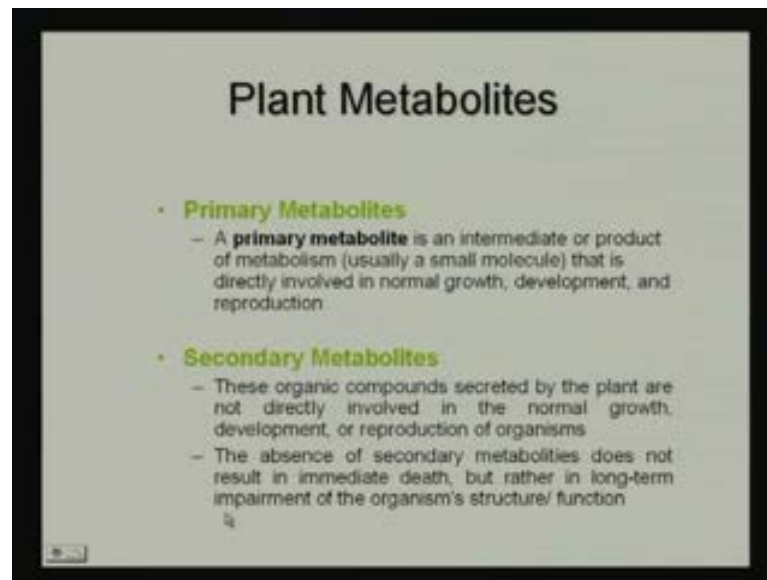 Plant Metabolites
• Primary Metabolites
– A primary metabolite is an intermediate or product
of metabolism (usually a small molecule) that is
directly involved in normal growth, development, and
reproduction
• Secondary Metabolites
– These organic compounds secreted by the plant are
not directly involved in the normal growth,
development, or reproduction of organisms
– The absence of secondary metabolities does not
result in immediate death, but rather in long-term
impairment of the organism's structure/ function